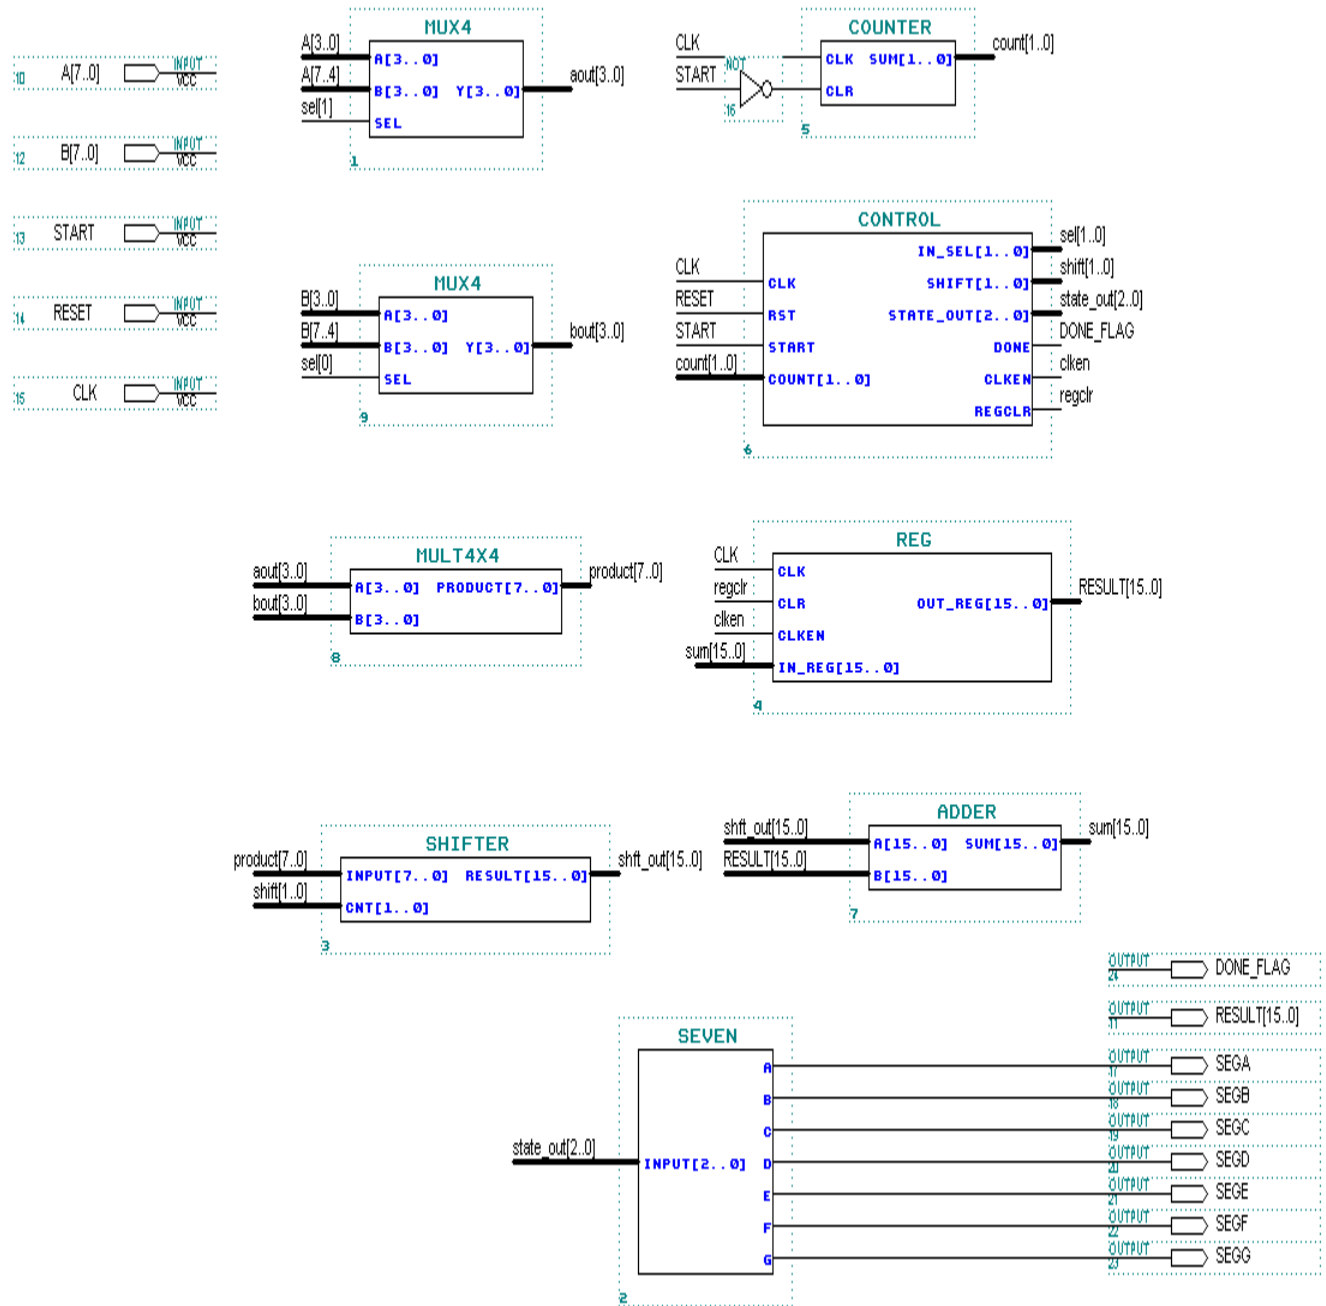 10 A[7..0] INPUT VCC
12 B[7..0] INPUT VCC
13 START INPUT VCC
14 RESET INPUT VCC
15 CLK INPUT VCC
MUX4
A[3..0] A[3..0]
A[7..4] B[3..0] Y[3..0] aout[3..0]
sel[1] SEL
1
COUNTER
CLK CLK SUM[1..0] count[1..0]
START NOT CLR
16
5
MUX4
B[3..0] A[3..0]
B[7..4] B[3..0] Y[3..0] bout[3..0]
sel[0] SEL
9
CONTROL
IN_SEL[1..0] sel[1..0]
CLK CLK SHIFT[1..0] shift[1..0]
RESET RST STATE_OUT[2..0] state_out[2..0]
START START DONE DONE_FLAG
count[1..0] COUNT[1..0] CLKEN clken
REGCLR regclr
6
MULT4X4
aout[3..0] A[3..0] PRODUCT[7..0] product[7..0]
bout[3..0] B[3..0]
8
REG
CLK CLK
regclr CLR OUT_REG[15..0] RESULT[15..0]
clken CLKEN
sum[15..0] IN_REG[15..0]
4
SHIFTER
product[7..0] INPUT[7..0] RESULT[15..0] shft_out[15..0]
shift[1..0] CNT[1..0]
3
ADDER
shft_out[15..0] A[15..0] SUM[15..0] sum[15..0]
RESULT[15..0] B[15..0]
7
SEVEN
state_out[2..0] INPUT[2..0]
A
B
C
D
E
F
G
2
OUTPUT 24 DONE_FLAG
OUTPUT 11 RESULT[15..0]
OUTPUT 17 SEGA
OUTPUT 18 SEGB
OUTPUT 19 SEGC
OUTPUT 20 SEGD
OUTPUT 21 SEGE
OUTPUT 22 SEGF
OUTPUT 23 SEGG